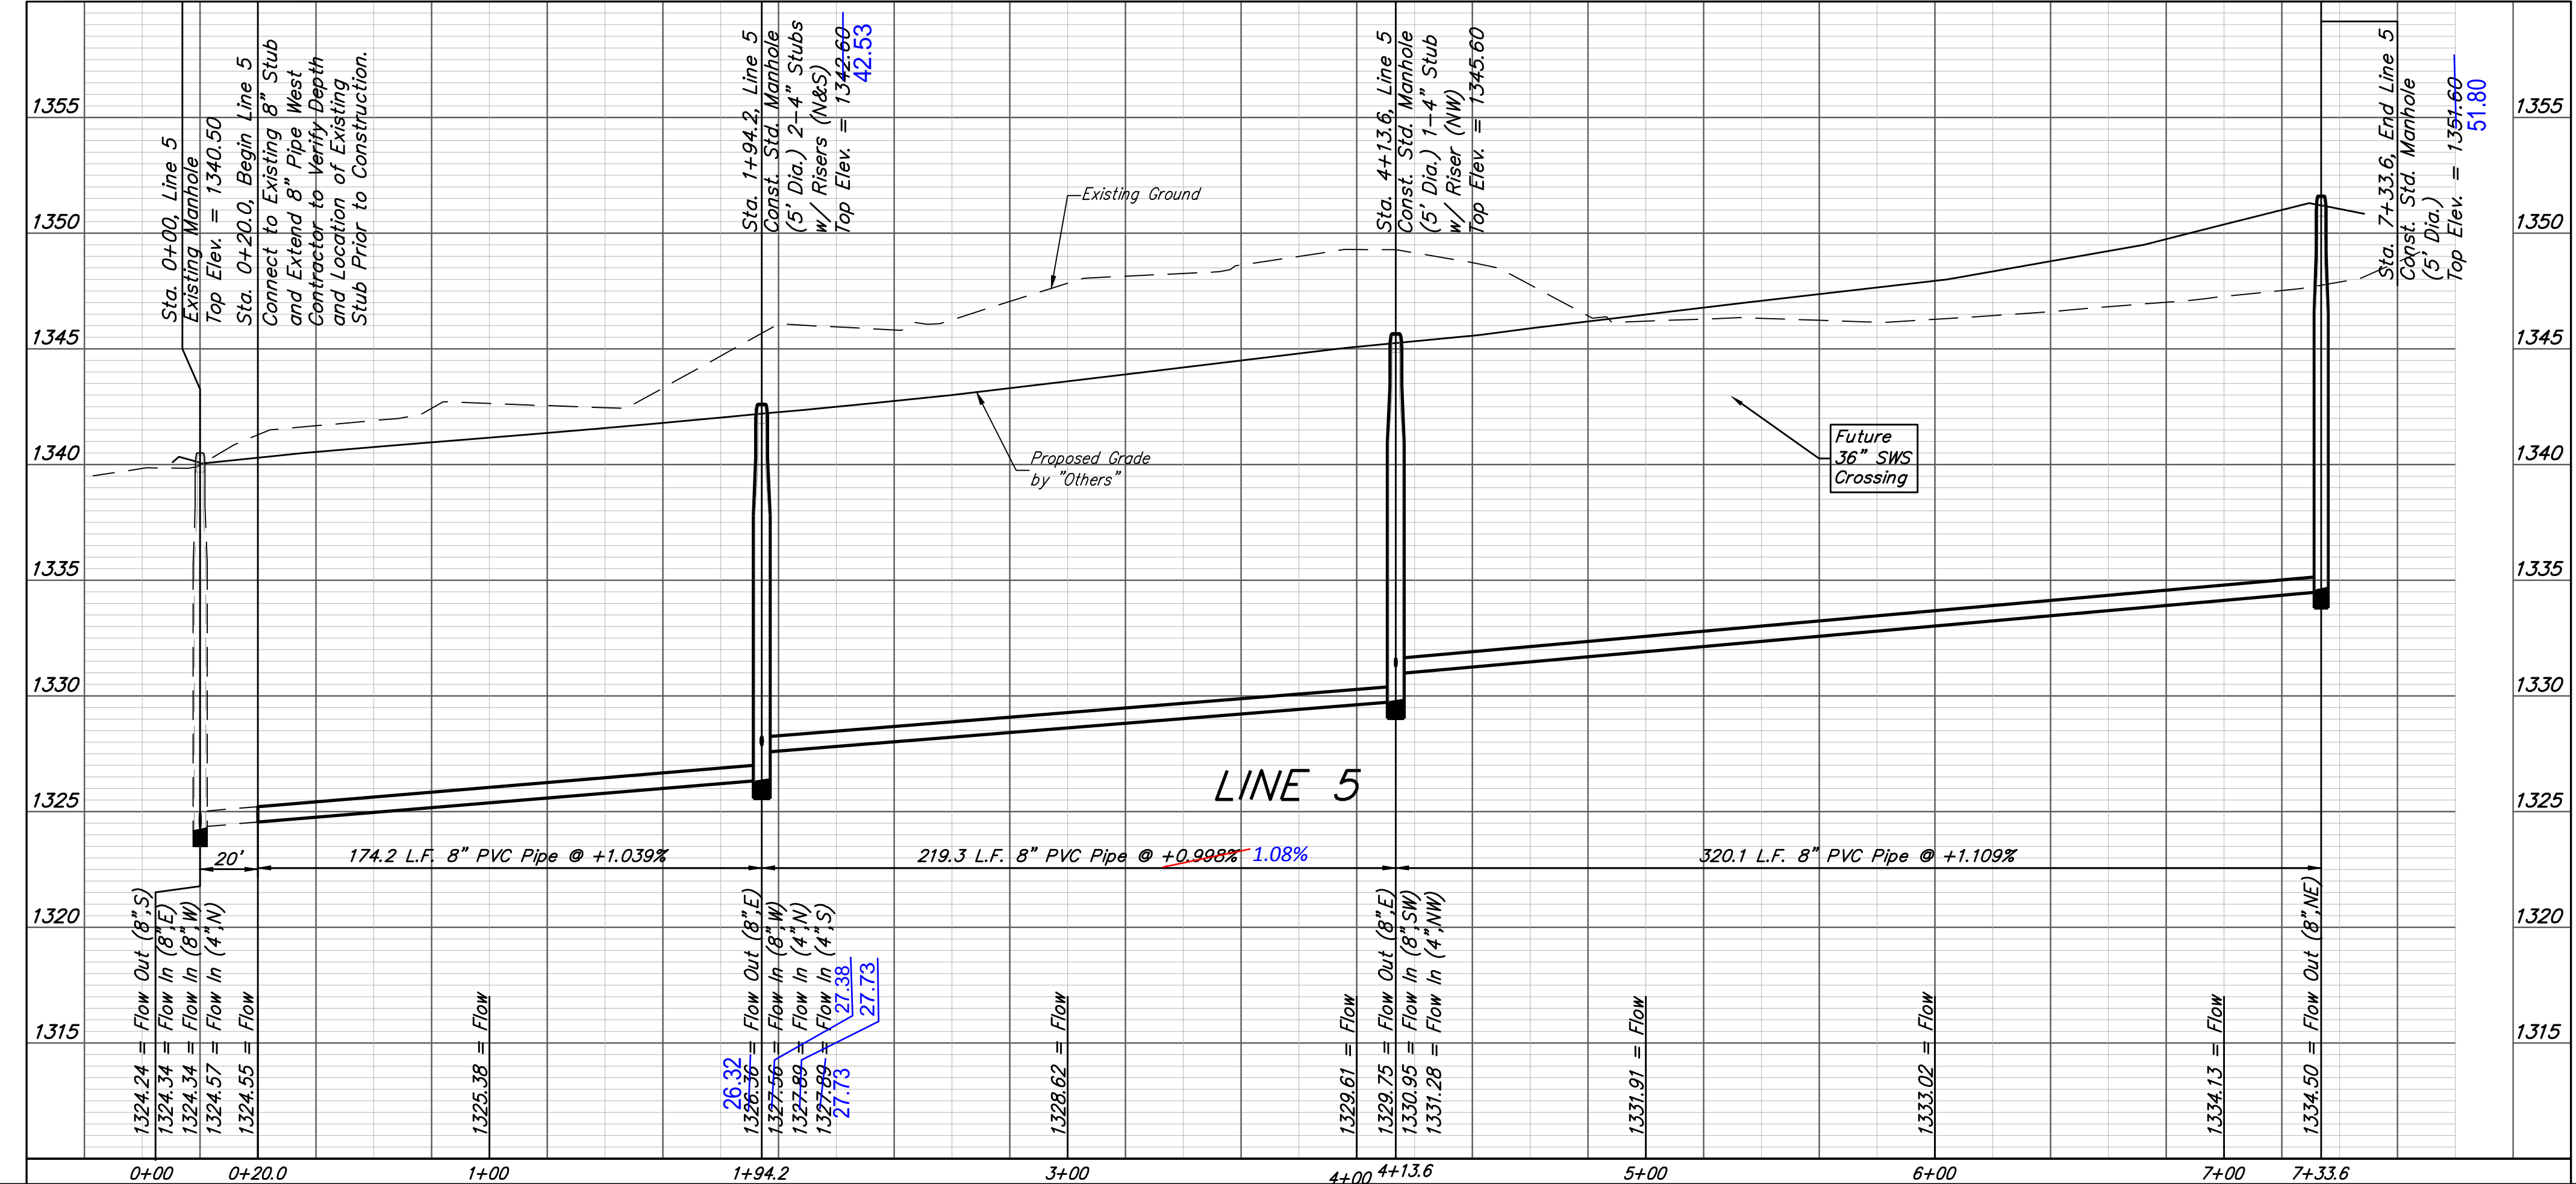 1355
1350
1345
1340
1335
1330
1325
1320
1315
Sta. 0+00, Line 5
Existing Manhole
Top Elev. = 1340.50
Sta. 0+20.0, Begin Line 5
Connect to Existing 8" Stub
and Extend 8" Pipe West
Contractor to Verify Depth
and Location of Existing
Stub Prior to Construction.
Sta. 1+94.2, Line 5
Const. Std. Manhole
(5' Dia.) 2-4" Stubs
w/ Risers (N&S)
Top Elev. = 1342.60
42.53
Sta. 4+13.6, Line 5
Const. Std. Manhole
(5' Dia.) 1-4" Stub
w/ Riser (NW)
Top Elev. = 1345.60
Sta. 7+33.6, End Line 5
Const. Std. Manhole
(5' Dia.)
Top Elev. = 1351.60
51.80
1355
1350
1345
1340
1335
1330
1325
1320
1315
Existing Ground
Proposed Grade
by "Others"
Future
36" SWS
Crossing
LINE 5
20'
174.2 L.F. 8" PVC Pipe @ +1.039%
219.3 L.F. 8" PVC Pipe @ +0.998%
1.08%
320.1 L.F. 8" PVC Pipe @ +1.109%
1324.24 = Flow Out (8",S)
1324.34 = Flow In (8",E)
1324.34 = Flow In (8",W)
1324.57 = Flow In (4",N)
1324.55 = Flow
1325.38 = Flow
26.32
1326.36 = Flow Out (8",E)
1327.56 = Flow In (8",W)
1327.89 = Flow In (4",N)
1327.89 = Flow In (4",S)
27.73
27.38
27.73
1328.62 = Flow
1329.61 = Flow
1329.75 = Flow Out (8",E)
1330.95 = Flow In (8",SW)
1331.28 = Flow In (4",NW)
1331.91 = Flow
1333.02 = Flow
1334.13 = Flow
1334.50 = Flow Out (8",NE)
0+00
0+20.0
1+00
1+94.2
3+00
4+00
4+13.6
5+00
6+00
7+00
7+33.6